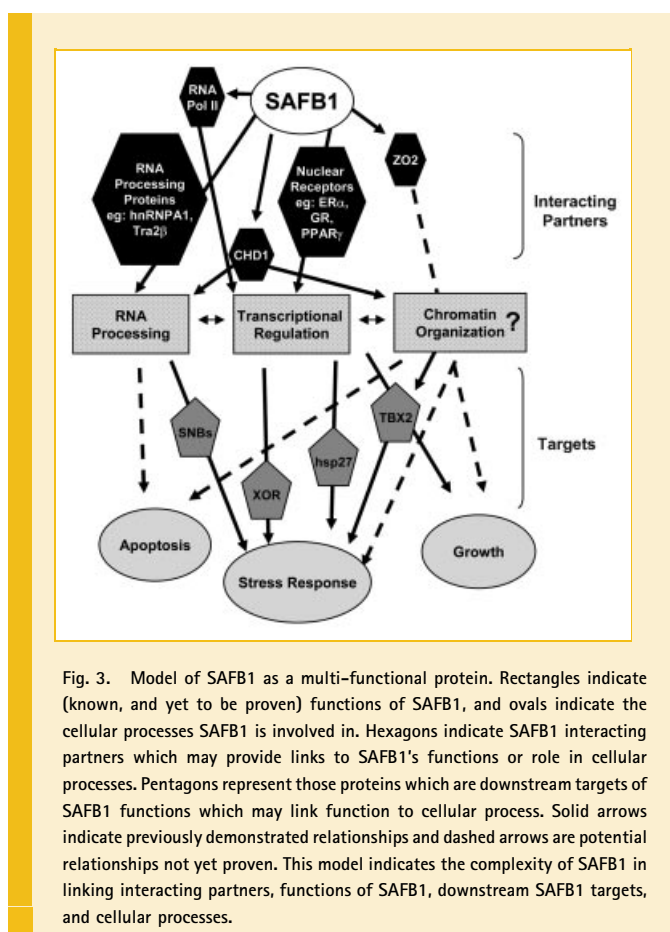 RNA
Pol II
SAFB1
ZO2
RNA
Processing
Proteins
eg: hnRNPA1,
Tra2β
Nuclear
Receptors
eg: ERα,
GR,
PPARγ
CHD1
Interacting
Partners
RNA
Processing
Transcriptional
Regulation
Chromatin
Organization ?
SNBs
XOR
hsp27
TBX2
Targets
Apoptosis
Stress Response
Growth
Fig. 3. Model of SAFB1 as a multi-functional protein. Rectangles indicate
(known, and yet to be proven) functions of SAFB1, and ovals indicate the
cellular processes SAFB1 is involved in. Hexagons indicate SAFB1 interacting
partners which may provide links to SAFB1's functions or role in cellular
processes. Pentagons represent those proteins which are downstream targets of
SAFB1 functions which may link function to cellular process. Solid arrows
indicate previously demonstrated relationships and dashed arrows are potential
relationships not yet proven. This model indicates the complexity of SAFB1 in
linking interacting partners, functions of SAFB1, downstream SAFB1 targets,
and cellular processes.